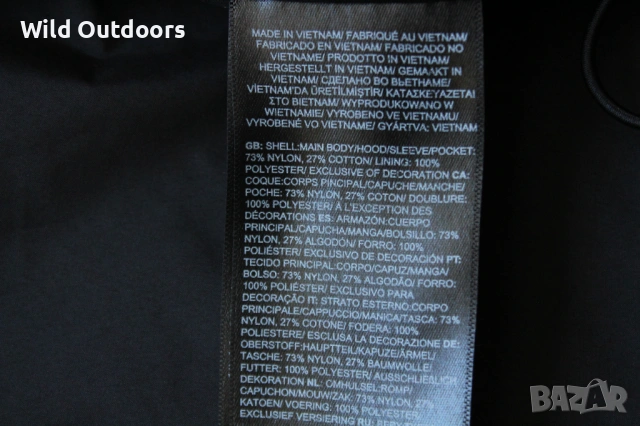 Wild Outdoors
MADE IN VIETNAM/ FABRIQUÉ AU VIETNAM/
FABRICADO EN VIETNAM/ FABRICADO NO
VIETNAME/ PRODOTTO IN VIETNAM/
HERGESTELLT IN VIETNAM/ GEMAAKT IN
VIETNAM/ СДЕЛАНО ВО ВЬЕТНАМЕ/
VİETNAM'DA ÜRETİLMİŞTİR/ ΚΑΤΑΣΚΕΥΑΖΕΤΑΙ
ΣΤΟ ΒΙΕΤΝΑΜ/ WYPRODUKOWANO W
WIETNAMIE/ VYROBENO VE VIETNAMU/
VYROBENÉ VO VIETNAME/ GYÁRTVA: VIETNAM
GB: SHELL:MAIN BODY/HOOD/SLEEVE/POCKET:
73% NYLON, 27% COTTON/ LINING: 100%
POLYESTER/ EXCLUSIVE OF DECORATION CA:
COQUE:CORPS PINCIPAL/CAPUCHE/MANCHE/
POCHE: 73% NYLON, 27% COTON/ DOUBLURE:
100% POLYESTER/ À L'EXCEPTION DES
DÉCORATIONS ES: ARMAZÓN:CUERPO
PRINCIPAL/CAPUCHA/MANGA/BOLSILLO: 73%
NYLON, 27% ALGODÓN/ FORRO: 100%
POLIÉSTER/ EXCLUSIVO DE DECORACIÓN PT:
TECIDO PRINCIPAL:CORPO/CAPUZ/MANGA/
BOLSO: 73% NYLON, 27% ALGODÃO/ FORRO:
100% POLIÉSTER/ EXCLUSIVO PARA
DECORAÇÃO IT: STRATO ESTERNO:CORPO
PRINCIPALE/CAPPUCCIO/MANICA/TASCA: 73%
NYLON, 27% COTONE/ FODERA: 100%
POLIESTERE/ ESCLUSA LA DECORAZIONE DE:
OBERSTOFF:HAUPTTEIL/KAPUZE/ÄRMEL/
TASCHE: 73% NYLON, 27% BAUMWOLLE/
FUTTER: 100% POLYESTER/ AUSSCHLIEßLICH
DEKORATION NL: OMHULSEL:ROMP/
CAPUCHON/MOUW/ZAK: 73% NYLON, 27%
KATOEN/ VOERING: 100% POLYESTER/
EXCLUSIEF VERSIERING RU:
BAZAR